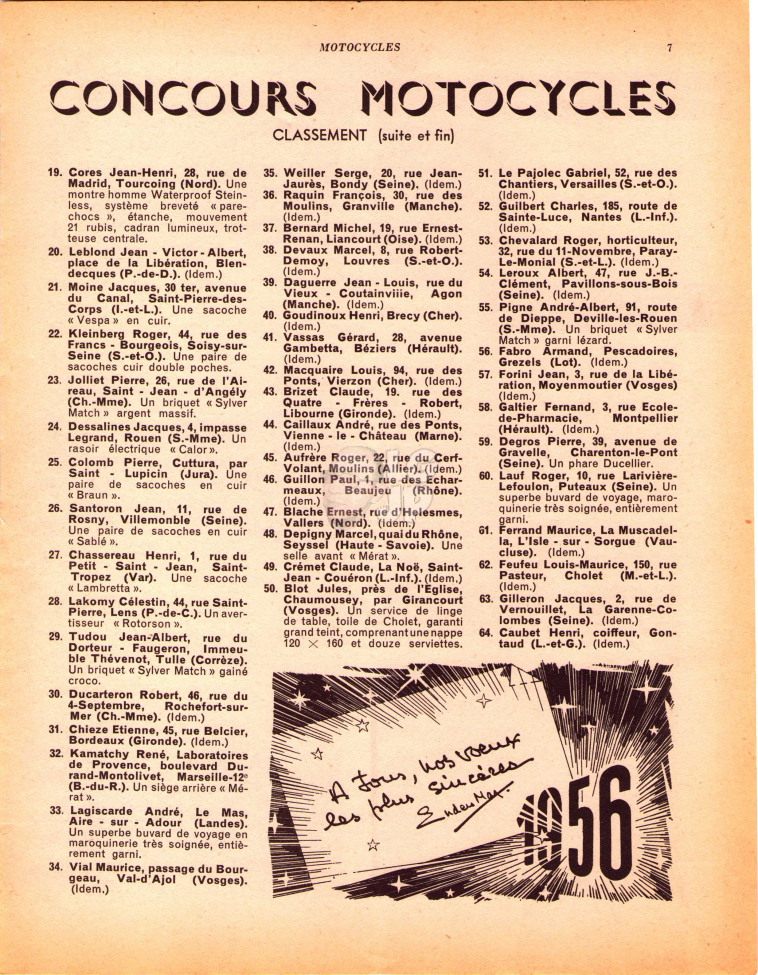 MOTOCYCLES
7
CONCOURS MOTOCYCLES
CLASSEMENT (suite et fin)
19. Cores Jean-Henri, 28, rue de
Madrid, Tourcoing (Nord). Une
montre homme Waterproof Stein-
less, système breveté « pare-
chocs », étanche, mouvement
21 rubis, cadran lumineux, trot-
teuse centrale.
20. Leblond Jean - Victor - Albert,
place de la Libération, Blen-
decques (P.-de-D.). (Idem.)
21. Moine Jacques, 30 ter, avenue
du Canal, Saint-Pierre-des-
Corps (I.-et-L.). Une sacoche
« Vespa » en cuir.
22. Kleinberg Roger, 44, rue des
Francs - Bourgeois, Soisy-sur-
Seine (S.-et-O.). Une paire de
sacoches cuir double poches.
23. Jolliet Pierre, 26, rue de l'Ai-
reau, Saint - Jean - d'Angély
(Ch.-Mme). Un briquet « Sylver
Match » argent massif.
24. Dessalines Jacques, 4, impasse
Legrand, Rouen (S.-Mme). Un
rasoir électrique « Calor ».
25. Colomb Pierre, Cuttura, par
Saint - Lupicin (Jura). Une
paire de sacoches en cuir
« Braun ».
26. Santoron Jean, 11, rue de
Rosny, Villemonble (Seine).
Une paire de sacoches en cuir
« Sablé ».
27. Chassereau Henri, 1, rue du
Petit - Saint - Jean, Saint-
Tropez (Var). Une sacoche
« Lambretta ».
28. Lakomy Célestin, 44, rue Saint-
Pierre, Lens (P.-de-C.). Un aver-
tisseur « Rotorson ».
29. Tudou Jean-Albert, rue du
Dorteur - Faugeron, Immeu-
ble Thévenot, Tulle (Corrèze).
Un briquet « Sylver Match » gainé
croco.
30. Ducarteron Robert, 46, rue du
4-Septembre, Rochefort-sur-
Mer (Ch.-Mme). (Idem.)
31. Chieze Etienne, 45, rue Belcier,
Bordeaux (Gironde). (Idem.)
32. Kamatchy René, Laboratoires
de Provence, boulevard Du-
rand-Montolivet, Marseille-12e
(B.-du-R.). Un siège arrière « Mé-
rat ».
33. Lagiscarde André, Le Mas,
Aire - sur - Adour (Landes).
Un superbe buvard de voyage en
maroquinerie très soignée, entiè-
rement garni.
34. Vial Maurice, passage du Bour-
geau, Val-d'Ajol (Vosges).
(Idem.)
35. Weiller Serge, 20, rue Jean-
Jaurès, Bondy (Seine). (Idem.)
36. Raquin François, 30, rue des
Moulins, Granville (Manche).
(Idem.)
37. Bernard Michel, 19, rue Ernest-
Renan, Liancourt (Oise). (Idem.)
38. Devaux Marcel, 8, rue Robert-
Demoy, Louvres (S.-et-O.).
(Idem.)
39. Daguerre Jean - Louis, rue du
Vieux - Coutainviiie, Agon
(Manche). (Idem.)
40. Goudinoux Henri, Brecy (Cher).
(Idem.)
41. Vassas Gérard, 28, avenue
Gambetta, Béziers (Hérault).
(Idem.)
42. Macquaire Louis, 94, rue des
Ponts, Vierzon (Cher). (Idem.)
43. Brizet Claude, 19. rue des
Quatre - Frères - Robert,
Libourne (Gironde). (Idem.)
44. Caillaux André, rue des Ponts,
Vienne - le - Château (Marne).
(Idem.)
45. Aufrère Roger, 22, rue du Cerf-
Volant, Moulins (Allier). (Idem.)
46. Guillon Paul, 1, rue des Echar-
meaux, Beaujeu (Rhône).
(Idem.)
47. Blache Ernest, rue d'Helesmes,
Vallers (Nord). (Idem.)
48. Depigny Marcel, quai du Rhône,
Seyssel (Haute - Savoie). Une
selle avant « Mérat ».
49. Crémet Claude, La Noë, Saint-
Jean - Couéron (L.-Inf.). (Idem.)
50. Blot Jules, près de l'Eglise,
Chaumousey, par Girancourt
(Vosges). Un service de linge
de table, toile de Cholet, garanti
grand teint, comprenant une nappe
120 × 160 et douze serviettes.
51. Le Pajolec Gabriel, 52, rue des
Chantiers, Versailles (S.-et-O.).
(Idem.)
52. Guilbert Charles, 185, route de
Sainte-Luce, Nantes (L.-Inf.).
(Idem.)
53. Chevalard Roger, horticulteur,
32, rue du 11-Novembre, Paray-
Le-Monial (S.-et-L.). (Idem.)
54. Leroux Albert, 47, rue J.-B.-
Clément, Pavillons-sous-Bois
(Seine). (Idem.)
55. Pigne André-Albert, 91, route
de Dieppe, Deville-les-Rouen
(S.-Mme). Un briquet « Sylver
Match » garni lézard.
56. Fabro Armand, Pescadoires,
Grezels (Lot). (Idem.)
57. Forini Jean, 3, rue de la Libé-
ration, Moyenmoutier (Vosges)
(Idem.)
58. Galtier Fernand, 3, rue Ecole-
de-Pharmacie, Montpellier
(Hérault). (Idem.)
59. Degros Pierre, 39, avenue de
Gravelle, Charenton-le-Pont
(Seine). Un phare Ducellier.
60. Lauf Roger, 10, rue Larivière-
Lefoulon, Puteaux (Seine). Un
superbe buvard de voyage, maro-
quinerie très soignée, entièrement
garni.
61. Ferrand Maurice, La Muscadel-
la, L'Isle - sur - Sorgue (Vau-
cluse). (Idem.)
62. Feufeu Louis-Maurice, 150, rue
Pasteur, Cholet (M.-et-L.).
(Idem.)
63. Gilleron Jacques, 2, rue de
Vernouillet, La Garenne-Co-
lombes (Seine). (Idem.)
64. Caubet Henri, coiffeur, Gon-
taud (L.-et-G.). (Idem.)
A tous, nos voeux
les plus sincères
1956